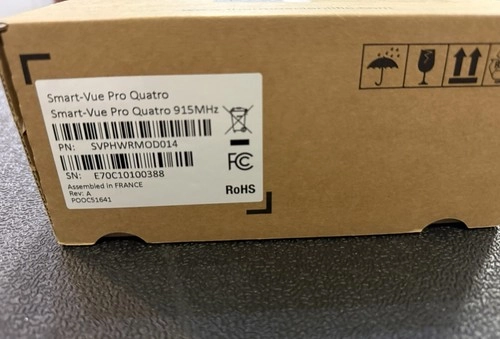 Smart-Vue Pro Quatro
Smart-Vue Pro Quatro 915MHz
PN: SVPHWRMOD014
SN: E70C10100388
Assembled in FRANCE
Rev: A
POOC51641
FC
RoHS